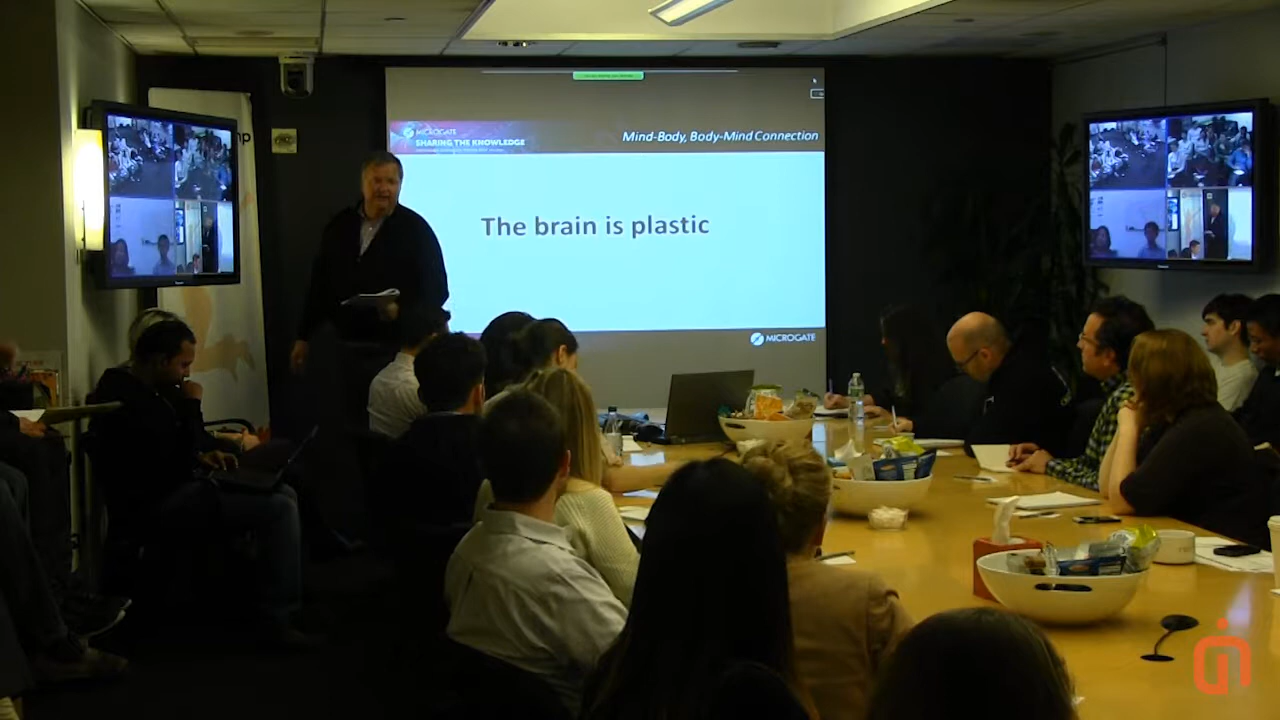 MICROGATE
SHARING THE KNOWLEDGE
Mind-Body, Body-Mind Connection
The brain is plastic
MICROGATE